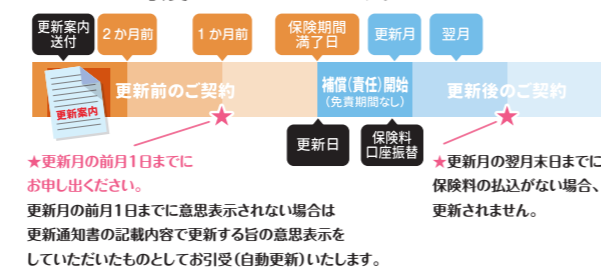 更新案内
送付
2か月前
1か月前
保険期間
満了日
更新月
翌月
更新案内
更新前のご契約
補償(責任)開始
(免責期間なし)
更新後のご契約
更新日
保険料
口座振替
★更新月の前月1日までに
お申し出ください。
更新月の前月1日までに意思表示されない場合は
更新通知書の記載内容で更新する旨の意思表示を
していただいたものとしてお引受(自動更新)いたします。
★更新月の翌月末日までに
保険料の払込がない場合、
更新されません。